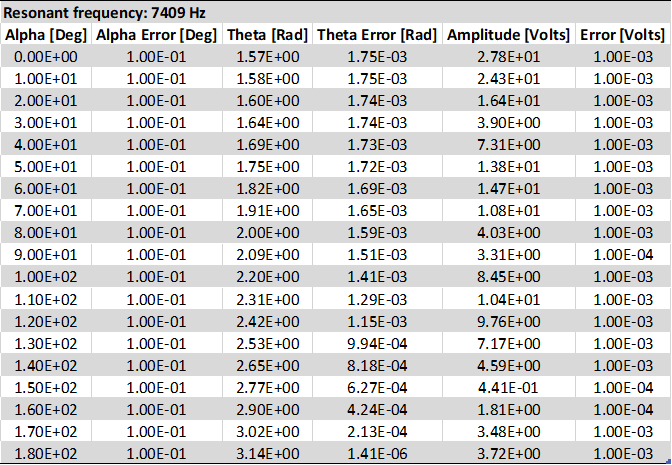 Resonant frequency: 7409 Hz
Alpha [Deg] Alpha Error [Deg] Theta [Rad] Theta Error [Rad] Amplitude [Volts] Error [Volts]
0.00E+00 1.00E-01 1.57E+00 1.75E-03 2.78E+01 1.00E-03
1.00E+01 1.00E-01 1.58E+00 1.75E-03 2.43E+01 1.00E-03
2.00E+01 1.00E-01 1.60E+00 1.74E-03 1.64E+01 1.00E-03
3.00E+01 1.00E-01 1.64E+00 1.74E-03 3.90E+00 1.00E-03
4.00E+01 1.00E-01 1.69E+00 1.73E-03 7.31E+00 1.00E-03
5.00E+01 1.00E-01 1.75E+00 1.72E-03 1.38E+01 1.00E-03
6.00E+01 1.00E-01 1.82E+00 1.69E-03 1.47E+01 1.00E-03
7.00E+01 1.00E-01 1.91E+00 1.65E-03 1.08E+01 1.00E-03
8.00E+01 1.00E-01 2.00E+00 1.59E-03 4.03E+00 1.00E-03
9.00E+01 1.00E-01 2.09E+00 1.51E-03 3.31E+00 1.00E-04
1.00E+02 1.00E-01 2.20E+00 1.41E-03 8.45E+00 1.00E-03
1.10E+02 1.00E-01 2.31E+00 1.29E-03 1.04E+01 1.00E-03
1.20E+02 1.00E-01 2.42E+00 1.15E-03 9.76E+00 1.00E-03
1.30E+02 1.00E-01 2.53E+00 9.94E-04 7.17E+00 1.00E-03
1.40E+02 1.00E-01 2.65E+00 8.18E-04 4.59E+00 1.00E-03
1.50E+02 1.00E-01 2.77E+00 6.27E-04 4.41E-01 1.00E-04
1.60E+02 1.00E-01 2.90E+00 4.24E-04 1.81E+00 1.00E-04
1.70E+02 1.00E-01 3.02E+00 2.13E-04 3.48E+00 1.00E-03
1.80E+02 1.00E-01 3.14E+00 1.41E-06 3.72E+00 1.00E-03